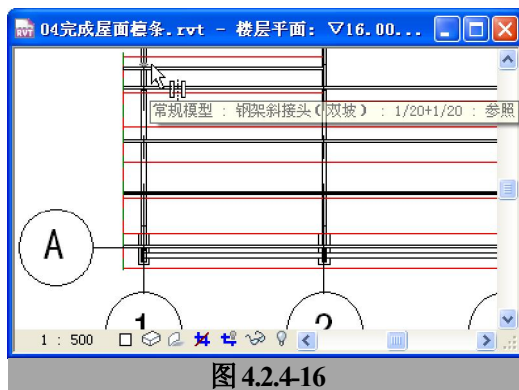 04完成屋面檩条.rvt - 楼层平面: ▽16.00...
常规模型 : 钢架斜接头(双坡) : 1/20+1/20 : 参照
A
1
2
1 : 500
图 4.2.4-16